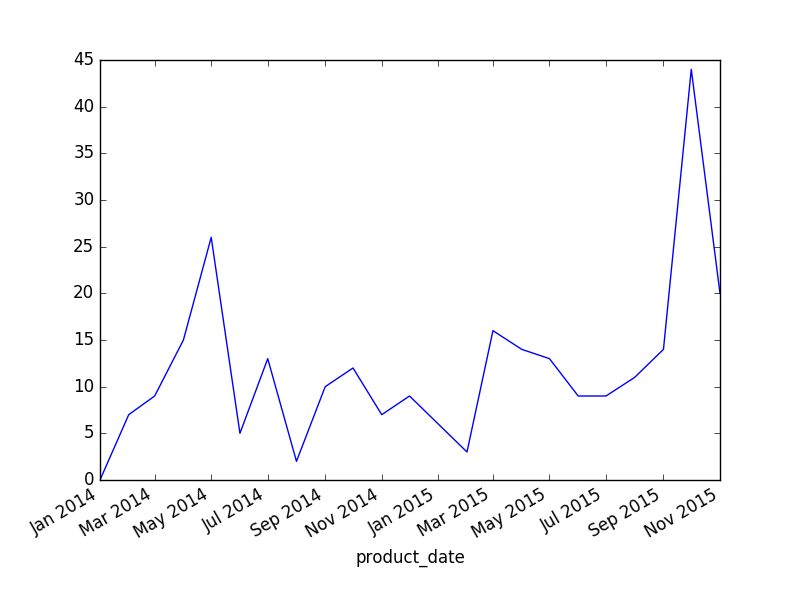 45
40
35
30
25
20
15
10
5
0
Jan 2014
Mar 2014
May 2014
Jul 2014
Sep 2014
Nov 2014
Jan 2015
Mar 2015
May 2015
Jul 2015
Sep 2015
Nov 2015
product_date